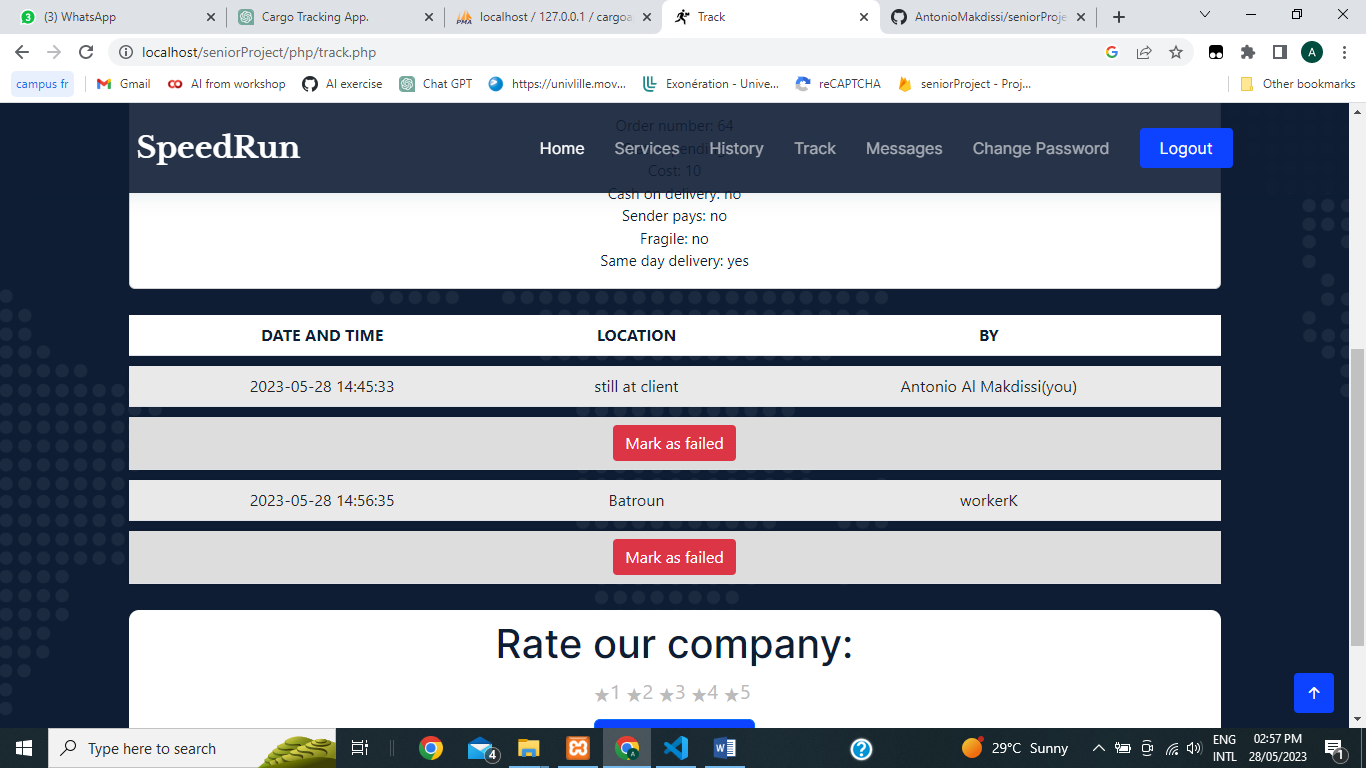 (3) WhatsApp
Cargo Tracking App.
localhost / 127.0.0.1 / cargoa
Track
AntonioMakdissi/seniorProje
localhost/seniorProject/php/track.php
A
campus fr
Gmail
AI from workshop
AI exercise
Chat GPT
https://univlille.mov...
Exonération - Unive...
reCAPTCHA
seniorProject - Proj...
Other bookmarks
SpeedRun
Home
Services
History
Track
Messages
Change Password
Logout
Order number: 64
Cost: 10
Cash on delivery: no
Sender pays: no
Fragile: no
Same day delivery: yes
DATE AND TIME LOCATION BY
2023-05-28 14:45:33 still at client Antonio Al Makdissi(you)
Mark as failed
2023-05-28 14:56:35 Batroun workerK
Mark as failed
Rate our company:
★1 ★2 ★3 ★4 ★5
Type here to search
4
29°C Sunny
ENG
INTL
02:57 PM
28/05/2023
1